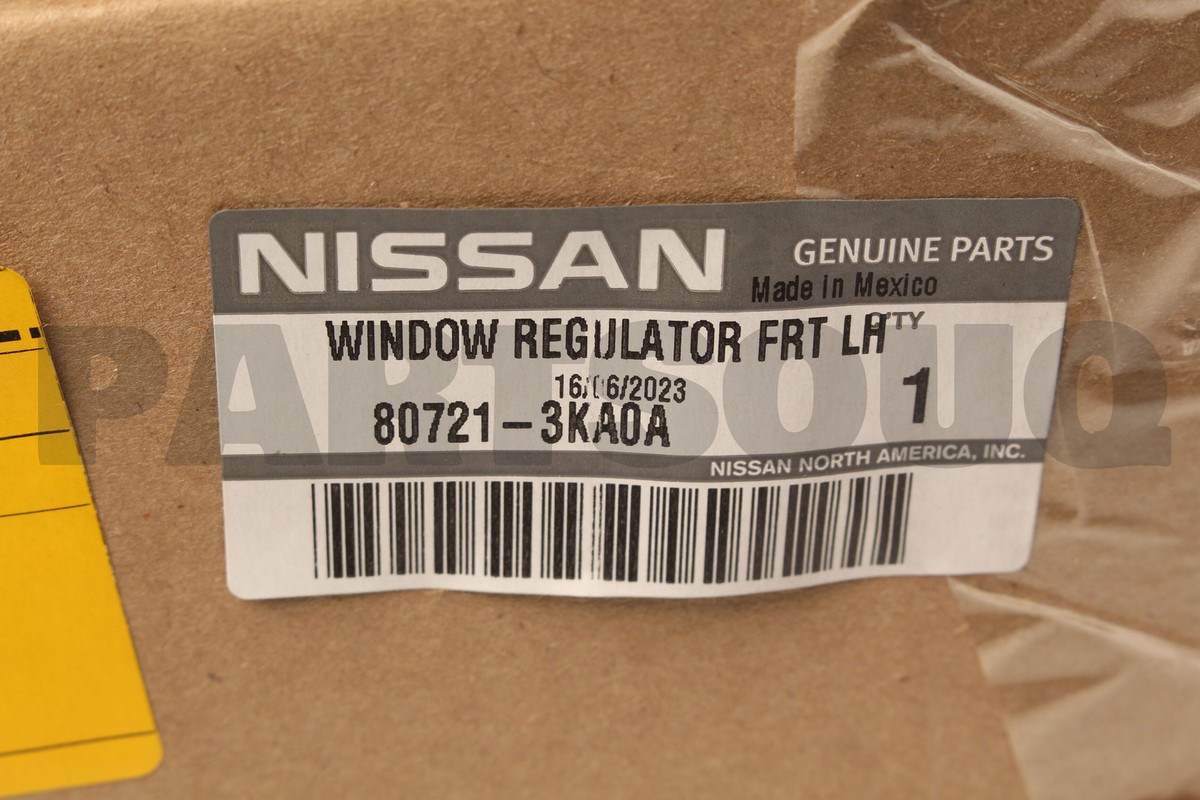 NISSAN GENUINE PARTS
Made in Mexico
WINDOW REGULATOR FRT LH
Q'TY
16/06/2023
1
80721-3KA0A
NISSAN NORTH AMERICA, INC.
PARTSOUQ